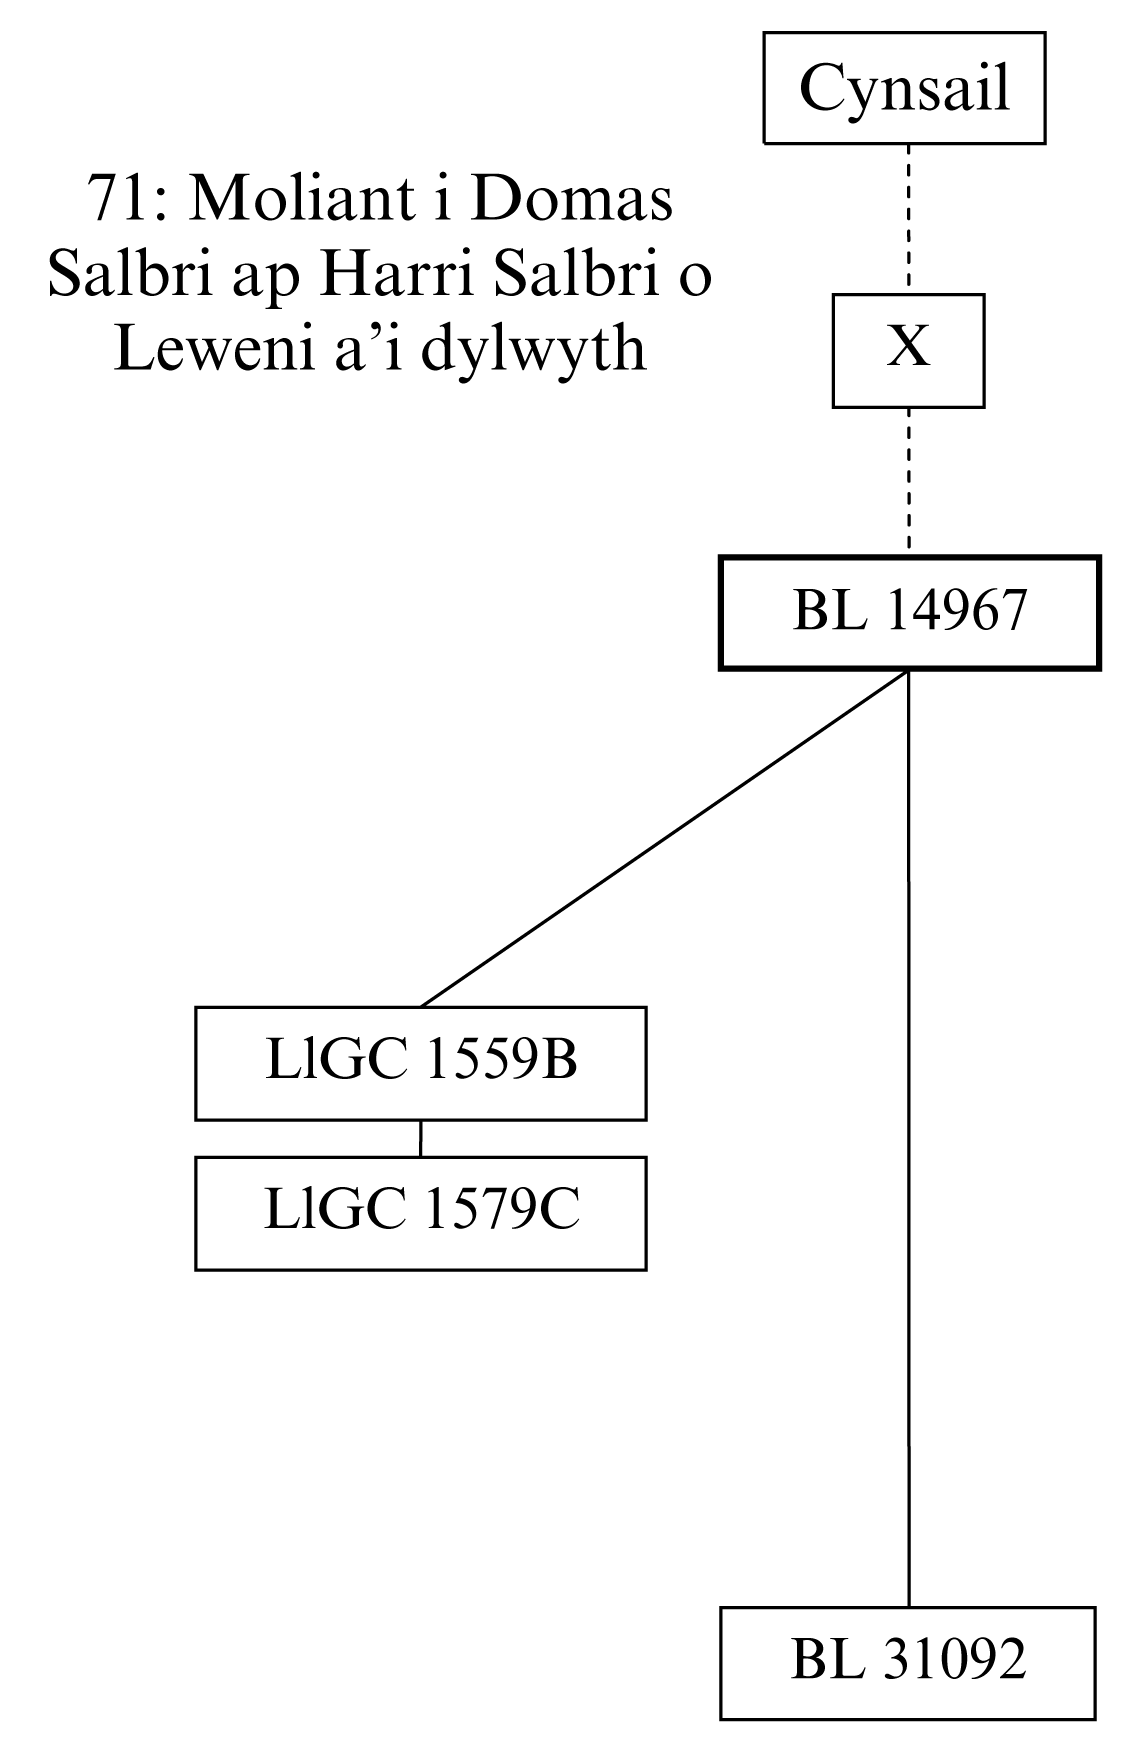 Cynsail
71: Moliant i Domas
Salbri ap Harri Salbri o
Leweni a’i dylwyth
X
BL 14967
LlGC 1559B
LlGC 1579C
BL 31092